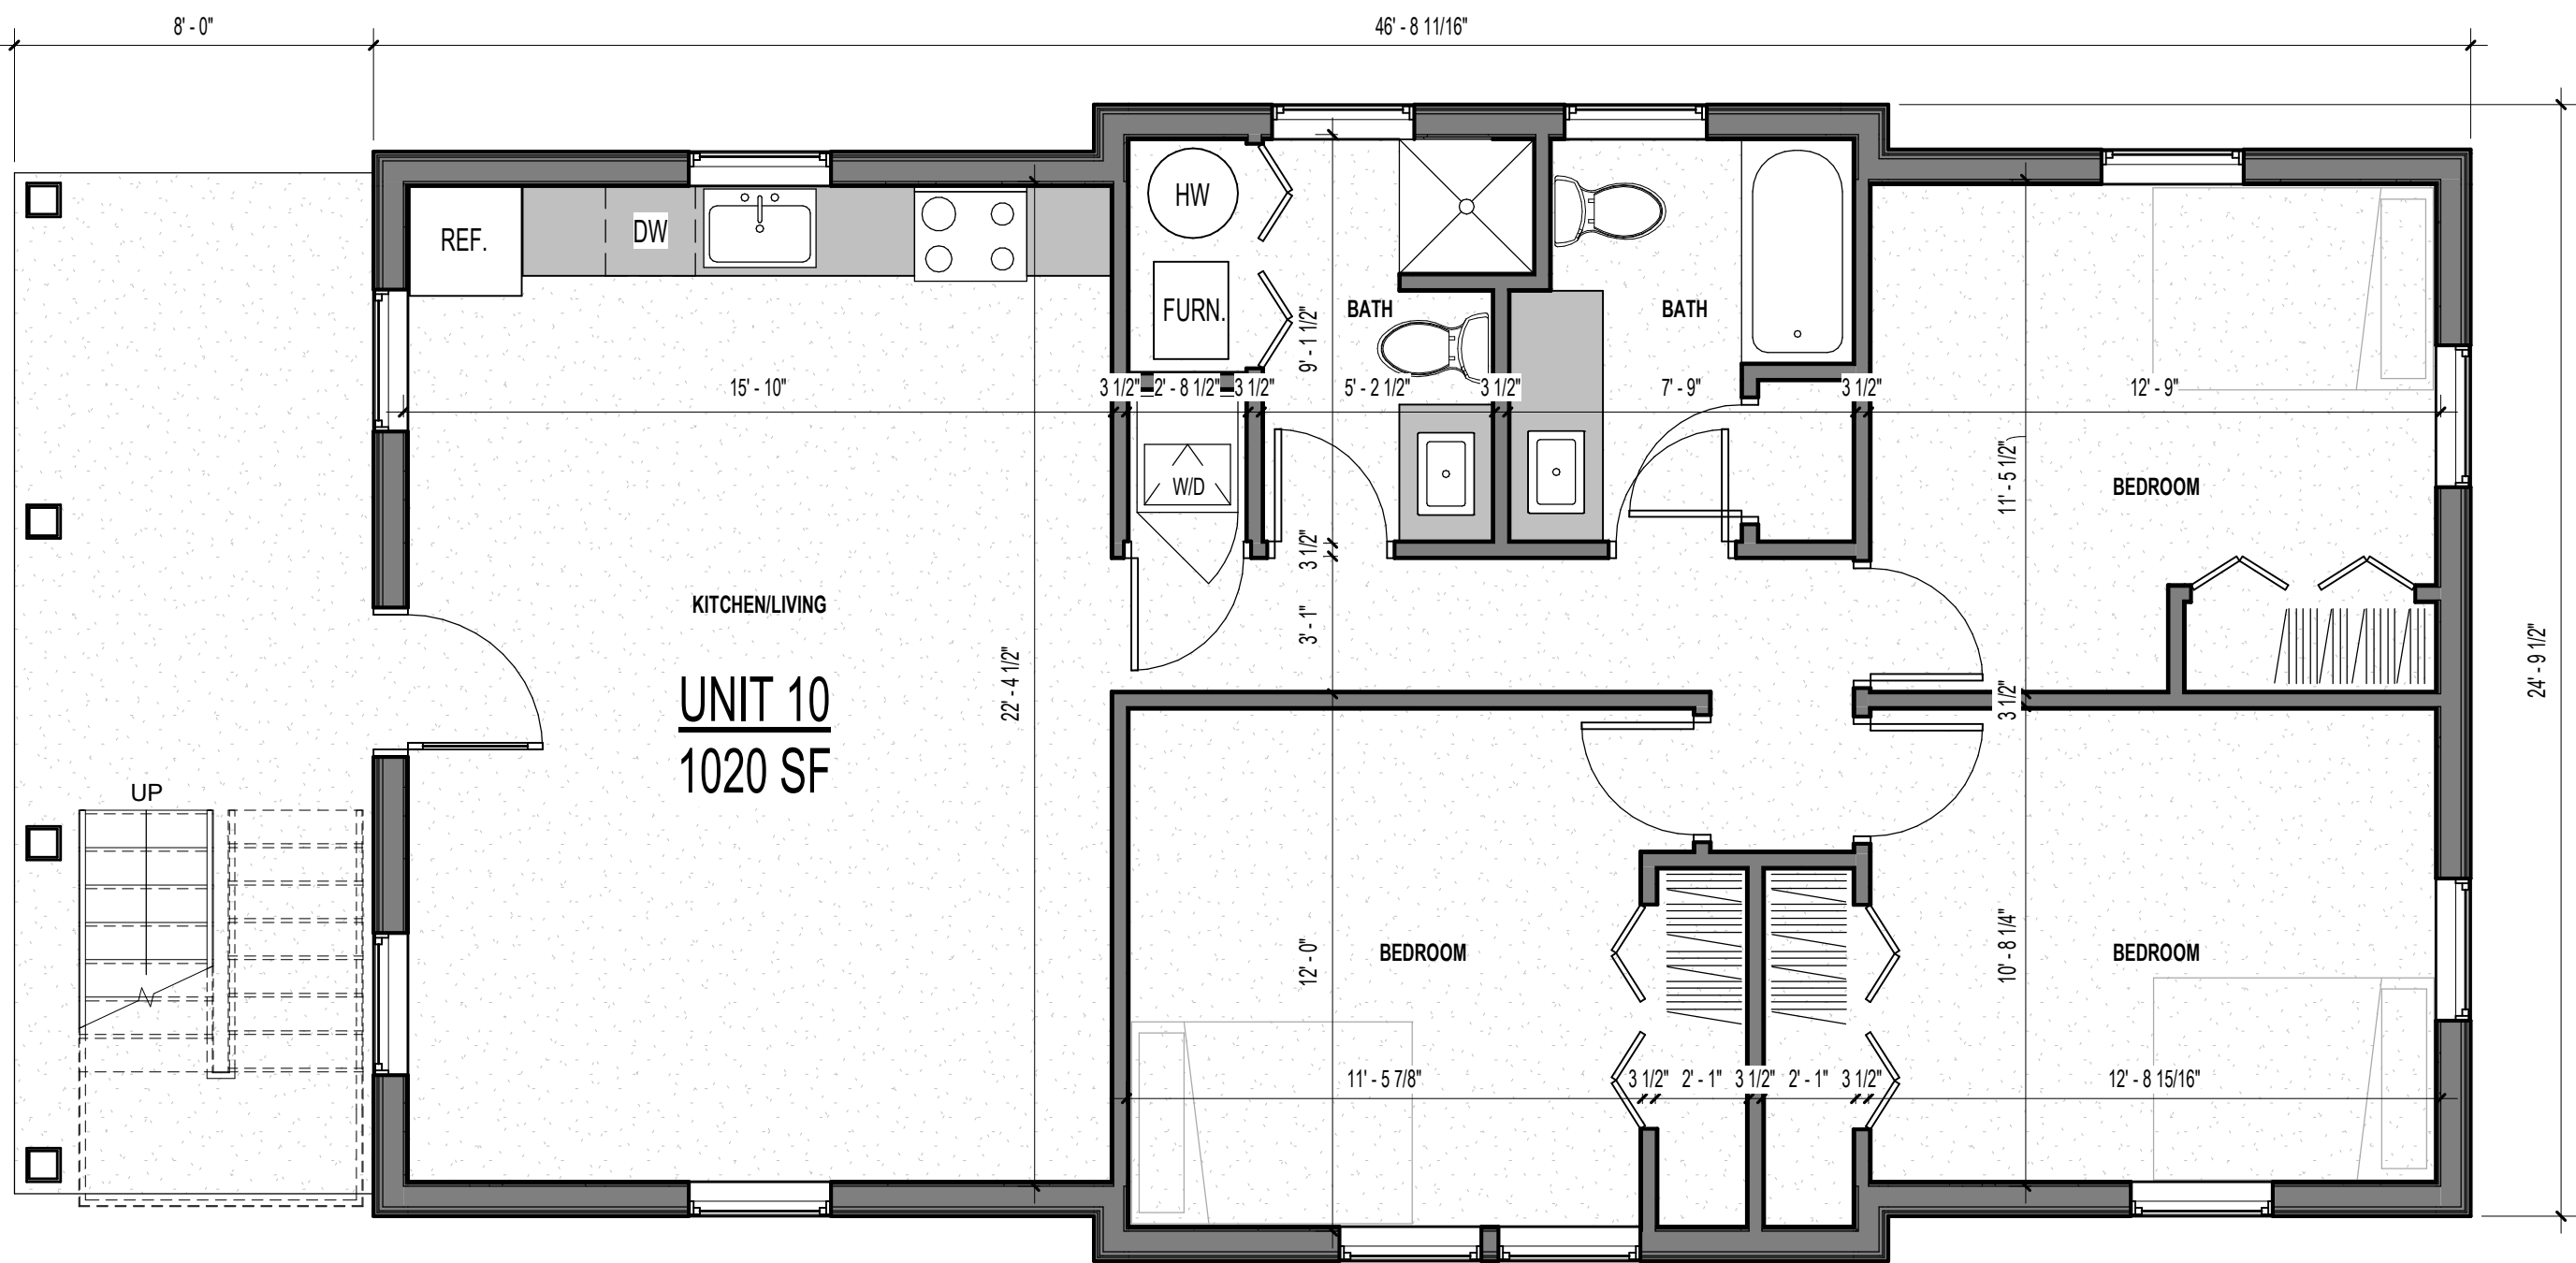 8' - 0"
46' - 8 11/16"
HW
REF.
DW
FURN.
BATH
BATH
9' - 1 1/2"
15' - 10"
3 1/2"
2' - 8 1/2"
3 1/2"
5' - 2 1/2"
3 1/2"
7' - 9"
3 1/2"
12' - 9"
W/D
11' - 5 1/2"
BEDROOM
3 1/2"
KITCHEN/LIVING
3' - 1"
22' - 4 1/2"
3 1/2"
24' - 9 1/2"
UNIT 10
1020 SF
UP
12' - 0"
BEDROOM
10' - 8 1/4"
BEDROOM
11' - 5 7/8"
3 1/2"
2' - 1"
3 1/2"
2' - 1"
3 1/2"
12' - 8 15/16"